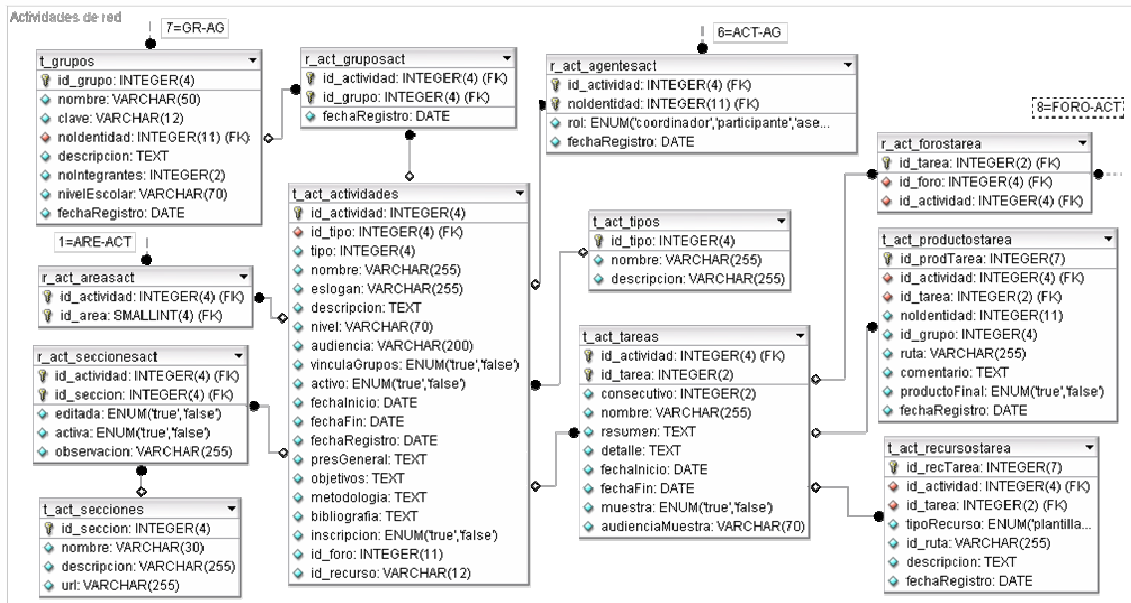 Actividades de red
7=GR-AG
t_grupos
id_grupo: INTEGER(4)
nombre: VARCHAR(50)
clave: VARCHAR(12)
noIdentidad: INTEGER(11) (FK)
descripcion: TEXT
noIntegrantes: INTEGER(2)
nivelEscolar: VARCHAR(70)
fechaRegistro: DATE
r_act_gruposact
id_actividad: INTEGER(4) (FK)
id_grupo: INTEGER(4) (FK)
fechaRegistro: DATE
6=ACT-AG
r_act_agentesact
id_actividad: INTEGER(4) (FK)
noIdentidad: INTEGER(11) (FK)
rol: ENUM('coordinador','participante','ase...
fechaRegistro: DATE
8=FORO-ACT
r_act_forostarea
id_tarea: INTEGER(2) (FK)
id_foro: INTEGER(4) (FK)
id_actividad: INTEGER(4) (FK)
1=ARE-ACT
r_act_areasact
id_actividad: INTEGER(4) (FK)
id_area: SMALLINT(4) (FK)
t_act_actividades
id_actividad: INTEGER(4)
id_tipo: INTEGER(4) (FK)
tipo: INTEGER(4)
nombre: VARCHAR(255)
eslogan: VARCHAR(255)
descripcion: TEXT
nivel: VARCHAR(70)
audiencia: VARCHAR(200)
vinculaGrupos: ENUM('true','false')
activo: ENUM('true','false')
fechaInicio: DATE
fechaFin: DATE
fechaRegistro: DATE
presGeneral: TEXT
objetivos: TEXT
metodologia: TEXT
bibliografia: TEXT
inscripcion: ENUM('true','false')
id_foro: INTEGER(11)
id_recurso: VARCHAR(12)
t_act_tipos
id_tipo: INTEGER(4)
nombre: VARCHAR(255)
descripcion: VARCHAR(255)
t_act_productostarea
id_prodTarea: INTEGER(7)
id_actividad: INTEGER(4) (FK)
id_tarea: INTEGER(2) (FK)
noIdentidad: INTEGER(11)
id_grupo: INTEGER(4)
ruta: VARCHAR(255)
comentario: TEXT
productoFinal: ENUM('true','false')
fechaRegistro: DATE
r_act_seccionesact
id_actividad: INTEGER(4) (FK)
id_seccion: INTEGER(4) (FK)
editada: ENUM('true','false')
activa: ENUM('true','false')
observacion: VARCHAR(255)
t_act_tareas
id_actividad: INTEGER(4) (FK)
id_tarea: INTEGER(2)
consecutivo: INTEGER(2)
nombre: VARCHAR(255)
resumen: TEXT
detalle: TEXT
fechaInicio: DATE
fechaFin: DATE
muestra: ENUM('true','false')
audienciaMuestra: VARCHAR(70)
t_act_recursostarea
id_recTarea: INTEGER(7)
id_actividad: INTEGER(4) (FK)
id_tarea: INTEGER(2) (FK)
tipoRecurso: ENUM('plantilla...
id_ruta: VARCHAR(255)
descripcion: TEXT
fechaRegistro: DATE
t_act_secciones
id_seccion: INTEGER(4)
nombre: VARCHAR(30)
descripcion: VARCHAR(255)
url: VARCHAR(255)